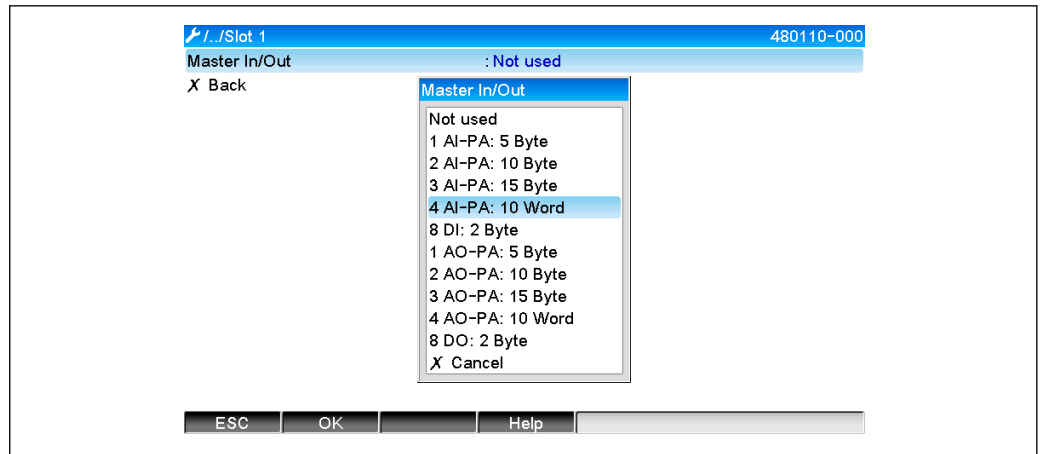 /../Slot 1 480110-000
Master In/Out : Not used
X Back
Master In/Out
Not used
1 AI-PA: 5 Byte
2 AI-PA: 10 Byte
3 AI-PA: 15 Byte
4 AI-PA: 10 Word
8 DI: 2 Byte
1 AO-PA: 5 Byte
2 AO-PA: 10 Byte
3 AO-PA: 15 Byte
4 AO-PA: 10 Word
8 DO: 2 Byte
X Cancel
ESC OK Help